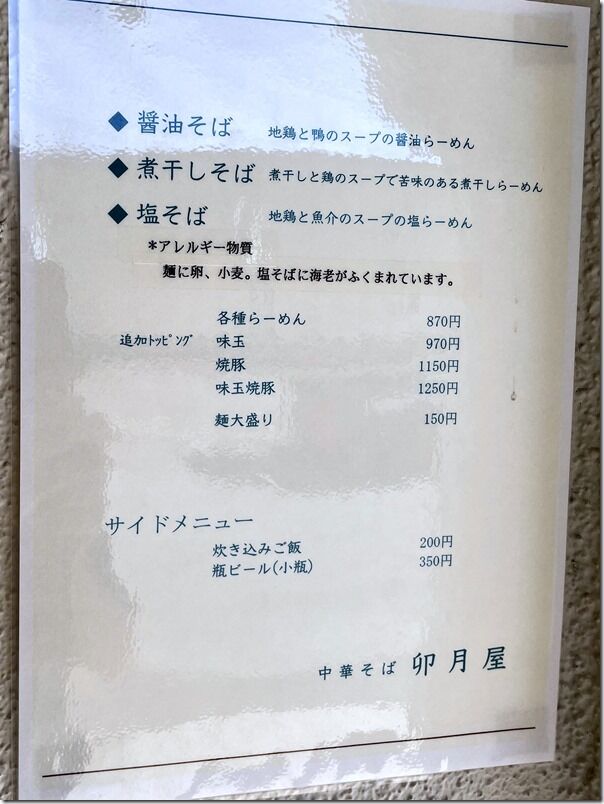 ◆ 醤油そば 地鶏と鴨のスープの醤油らーめん
◆ 煮干しそば 煮干しと鶏のスープで苦味のある煮干しらーめん
◆ 塩そば 地鶏と魚介のスープの塩らーめん
*アレルギー物質
麺に卵、小麦。塩そばに海老がふくまれています。
各種らーめん 870円
追加ﾄｯﾋﾟﾝｸﾞ 味玉 970円
焼豚 1150円
味玉焼豚 1250円
麺大盛り 150円
サイドメニュー
炊き込みご飯 200円
瓶ビール(小瓶) 350円
中華そば 卯月屋